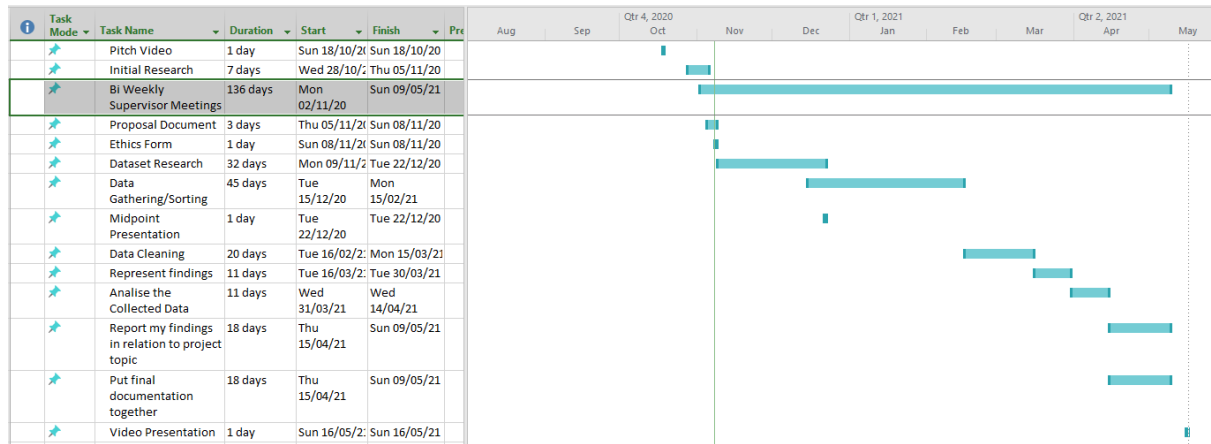 Qtr 4, 2020 Qtr 1, 2021 Qtr 2, 2021
Task Mode Task Name Duration Start Finish Pre Aug Sep Oct Nov Dec Jan Feb Mar Apr May
Pitch Video 1 day Sun 18/10/20 Sun 18/10/20
Initial Research 7 days Wed 28/10/2 Thu 05/11/20
Bi Weekly 136 days Mon Sun 09/05/21
Supervisor Meetings 02/11/20
Proposal Document 3 days Thu 05/11/20 Sun 08/11/20
Ethics Form 1 day Sun 08/11/20 Sun 08/11/20
Dataset Research 32 days Mon 09/11/2 Tue 22/12/20
Data 45 days Tue Mon
Gathering/Sorting 15/12/20 15/02/21
Midpoint 1 day Tue Tue 22/12/20
Presentation 22/12/20
Data Cleaning 20 days Tue 16/02/21 Mon 15/03/21
Represent findings 11 days Tue 16/03/21 Tue 30/03/21
Analise the 11 days Wed Wed
Collected Data 31/03/21 14/04/21
Report my findings 18 days Thu Sun 09/05/21
in relation to project 15/04/21
topic
Put final 18 days Thu Sun 09/05/21
documentation 15/04/21
together
Video Presentation 1 day Sun 16/05/21 Sun 16/05/21